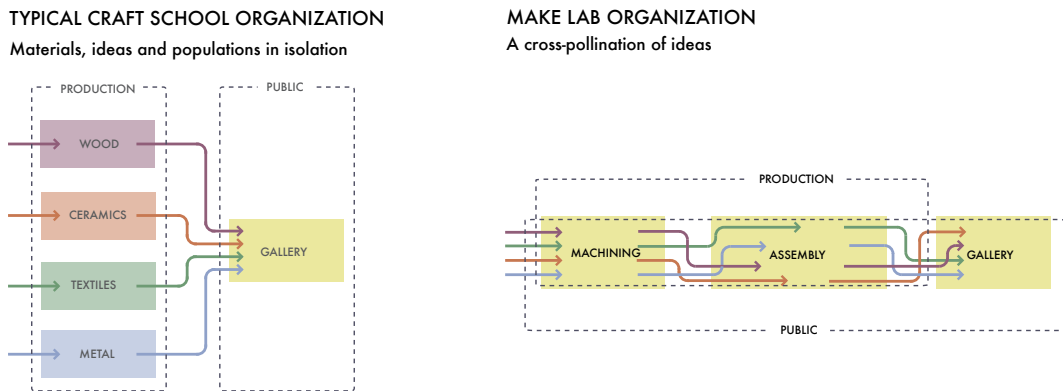 TYPICAL CRAFT SCHOOL ORGANIZATION
Materials, ideas and populations in isolation
PRODUCTION
PUBLIC
WOOD
CERAMICS
GALLERY
TEXTILES
METAL
MAKE LAB ORGANIZATION
A cross-pollination of ideas
PRODUCTION
MACHINING
ASSEMBLY
GALLERY
PUBLIC